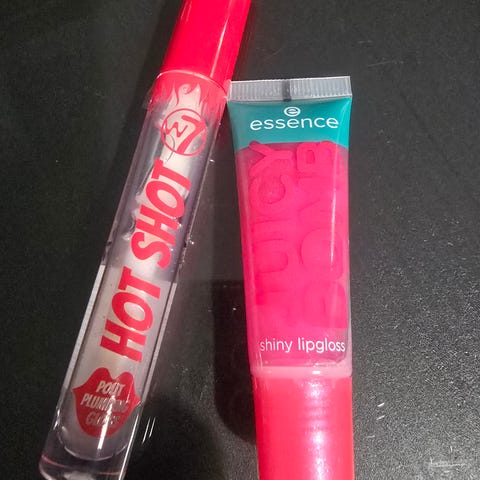 W7
HOT SHOT
POUT
PLUMPING
GLOSS
essence
JUICY
BOMB
shiny lipgloss